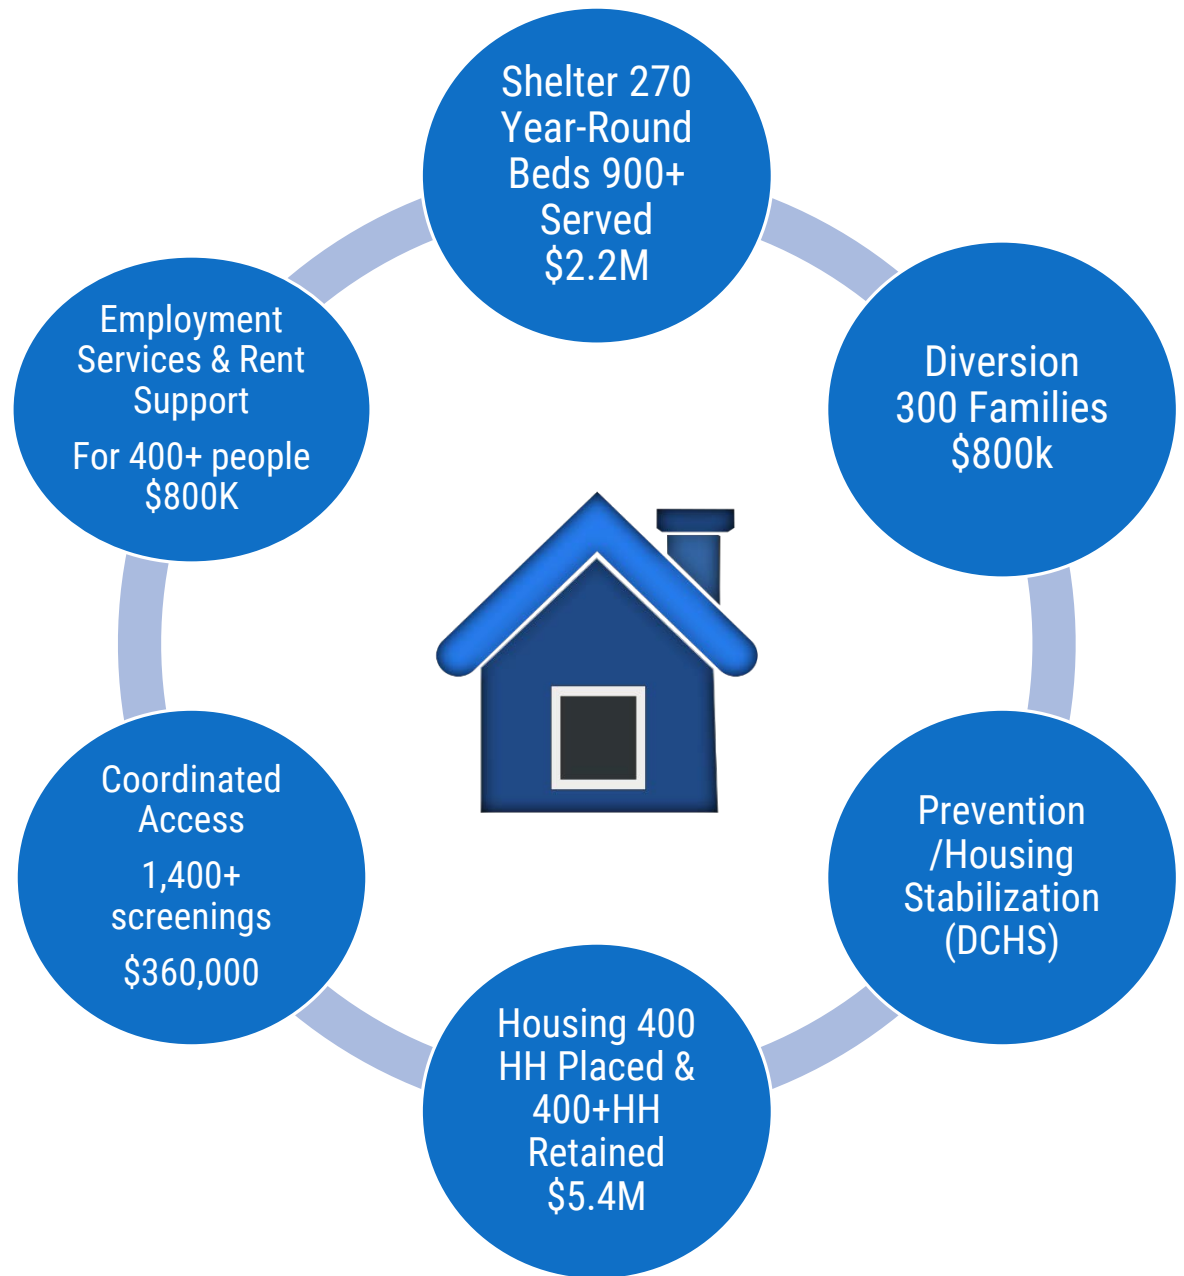 Shelter 270
Year-Round
Beds 900+
Served
$2.2M
Diversion
300 Families
$800k
Prevention
/Housing
Stabilization
(DCHS)
Housing 400
HH Placed &
400+HH
Retained
$5.4M
Coordinated
Access
1,400+
screenings
$360,000
Employment
Services & Rent
Support
For 400+ people
$800K